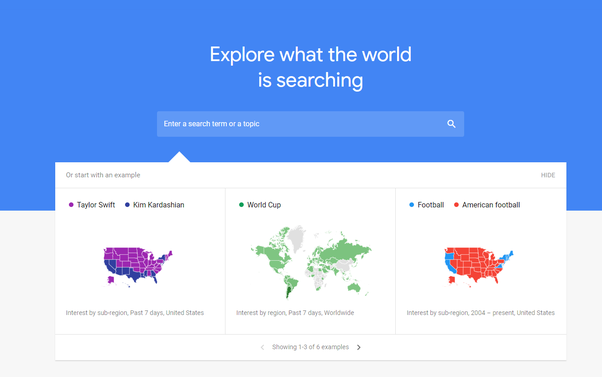 Explore what the world
is searching
Enter a search term or a topic
Or start with an example
HIDE
Taylor Swift Kim Kardashian
World Cup
Football American football
Interest by sub-region, Past 7 days, United States
Interest by region, Past 7 days, Worldwide
Interest by sub-region, 2004 – present, United States
Showing 1-3 of 6 examples